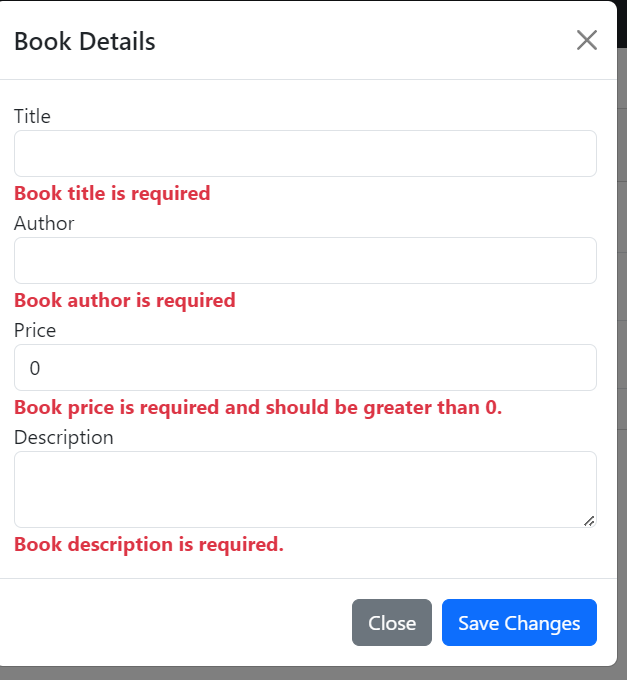 Book Details
Title
Book title is required
Author
Book author is required
Price
0
Book price is required and should be greater than 0.
Description
Book description is required.
Close
Save Changes